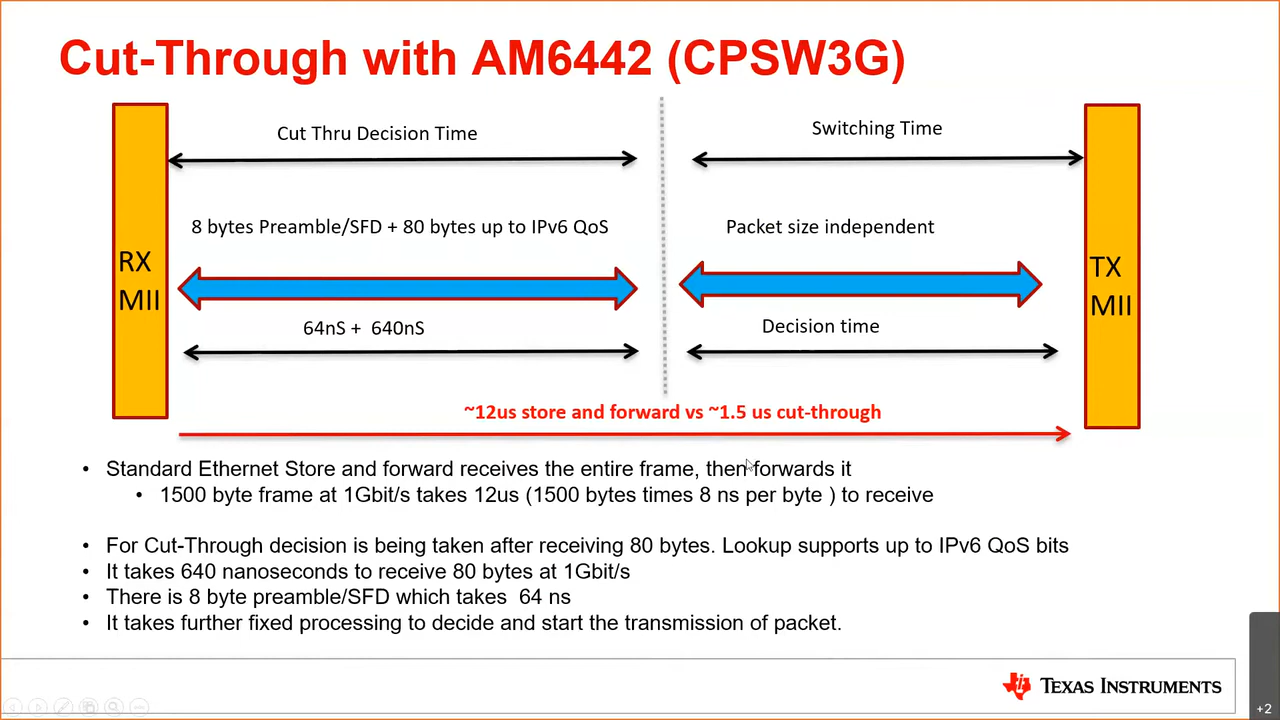 Cut-Through with AM6442 (CPSW3G)
Cut Thru Decision Time
Switching Time
8 bytes Preamble/SFD + 80 bytes up to IPv6 QoS
Packet size independent
RX
MII
TX
MII
64nS +  640nS
Decision time
~12us store and forward vs ~1.5 us cut-through
• Standard Ethernet Store and forward receives the entire frame, then forwards it
• 1500 byte frame at 1Gbit/s takes 12us (1500 bytes times 8 ns per byte ) to receive
• For Cut-Through decision is being taken after receiving 80 bytes. Lookup supports up to IPv6 QoS bits
• It takes 640 nanoseconds to receive 80 bytes at 1Gbit/s
• There is 8 byte preamble/SFD which takes  64 ns
• It takes further fixed processing to decide and start the transmission of packet.
TEXAS INSTRUMENTS
+2